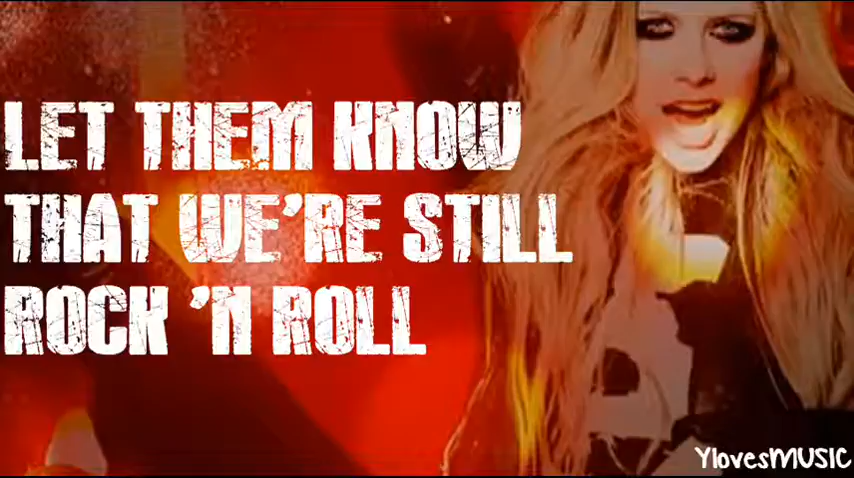 LET THEM KNOW
THAT WE'RE STILL
ROCK 'N ROLL
YlovesMUSIC